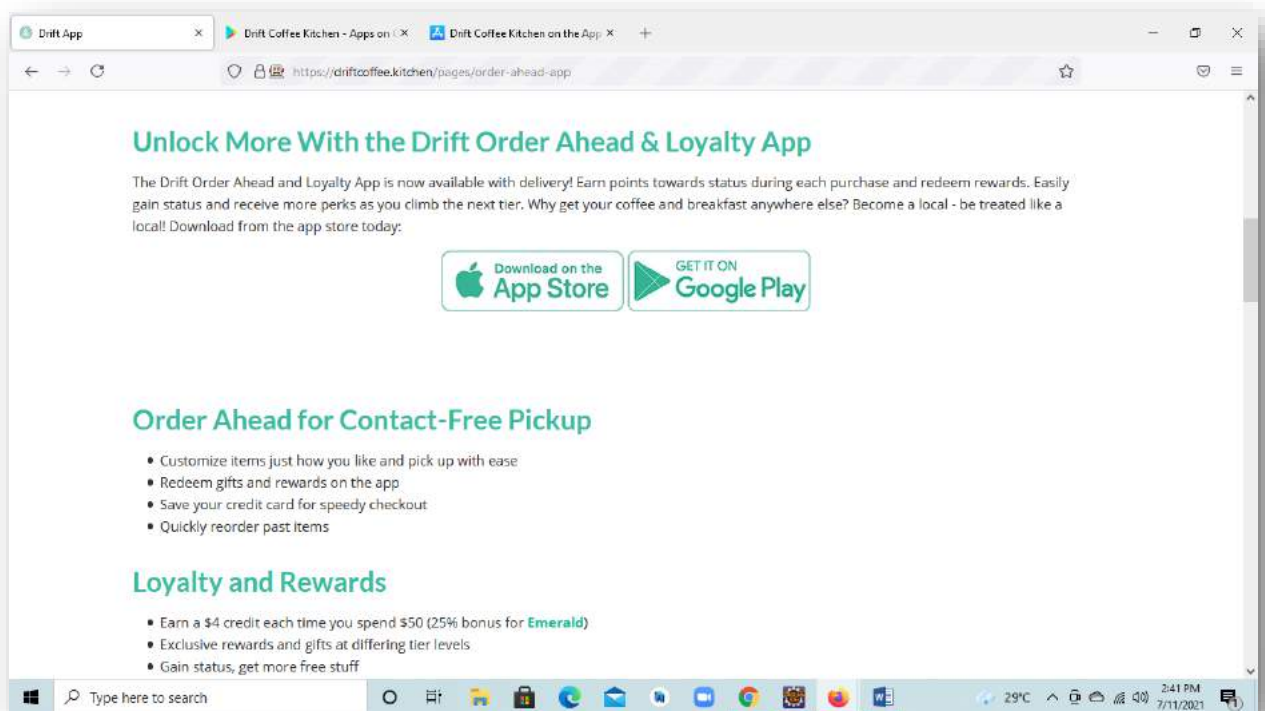 Drift App
Drift Coffee Kitchen - Apps on
Drift Coffee Kitchen on the App
https://driftcoffee.kitchen/pages/order-ahead-app
Unlock More With the Drift Order Ahead & Loyalty App
The Drift Order Ahead and Loyalty App is now available with delivery! Earn points towards status during each purchase and redeem rewards. Easily
gain status and receive more perks as you climb the next tier. Why get your coffee and breakfast anywhere else? Become a local - be treated like a
local! Download from the app store today:
Download on the
App Store
GET IT ON
Google Play
Order Ahead for Contact-Free Pickup
• Customize items just how you like and pick up with ease
• Redeem gifts and rewards on the app
• Save your credit card for speedy checkout
• Quickly reorder past items
Loyalty and Rewards
• Earn a $4 credit each time you spend $50 (25% bonus for Emerald)
• Exclusive rewards and gifts at differing tier levels
• Gain status, get more free stuff
Type here to search
29°C
2:41 PM
7/11/2021